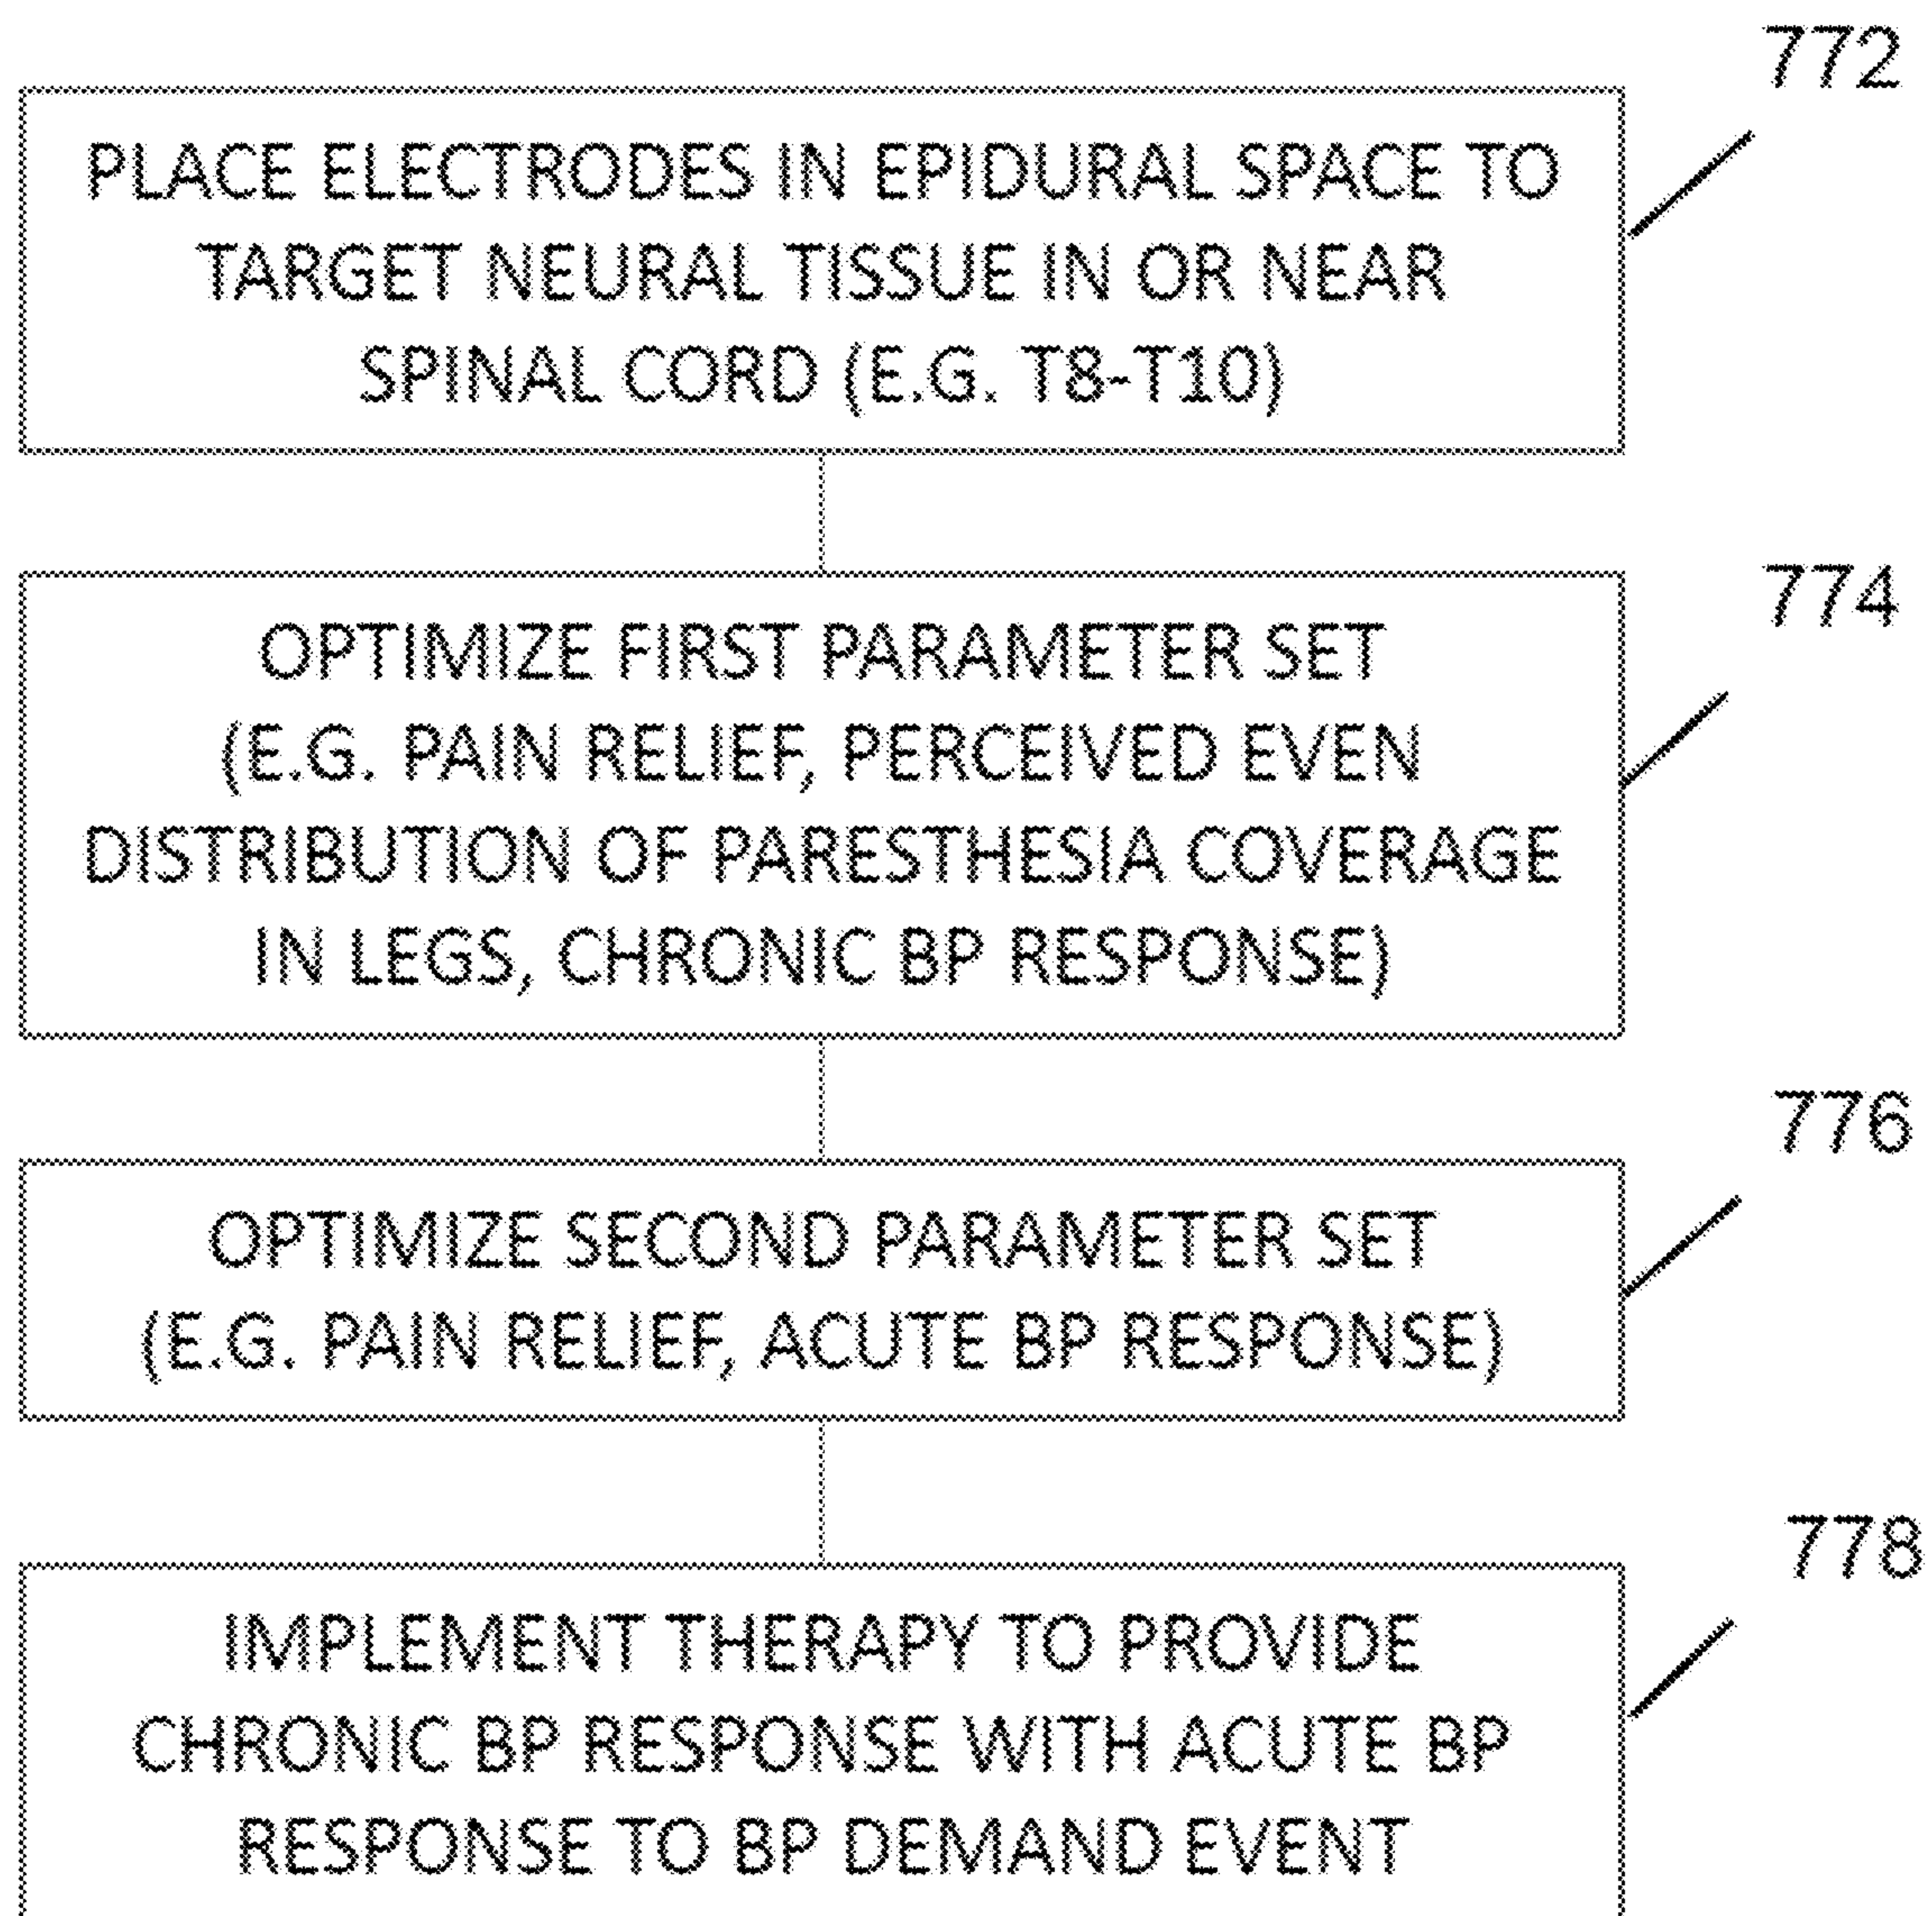 772
PLACE ELECTRODES IN EPIDURAL SPACE TO
TARGET NEURAL TISSUE IN OR NEAR
SPINAL CORD (E.G. T8-T10)
774
OPTIMIZE FIRST PARAMETER SET
(E.G. PAIN RELIEF, PERCEIVED EVEN
DISTRIBUTION OF PARESTHESIA COVERAGE
IN LEGS, CHRONIC BP RESPONSE)
776
OPTIMIZE SECOND PARAMETER SET
(E.G. PAIN RELIEF, ACUTE BP RESPONSE)
778
IMPLEMENT THERAPY TO PROVIDE
CHRONIC BP RESPONSE WITH ACUTE BP
RESPONSE TO BP DEMAND EVENT